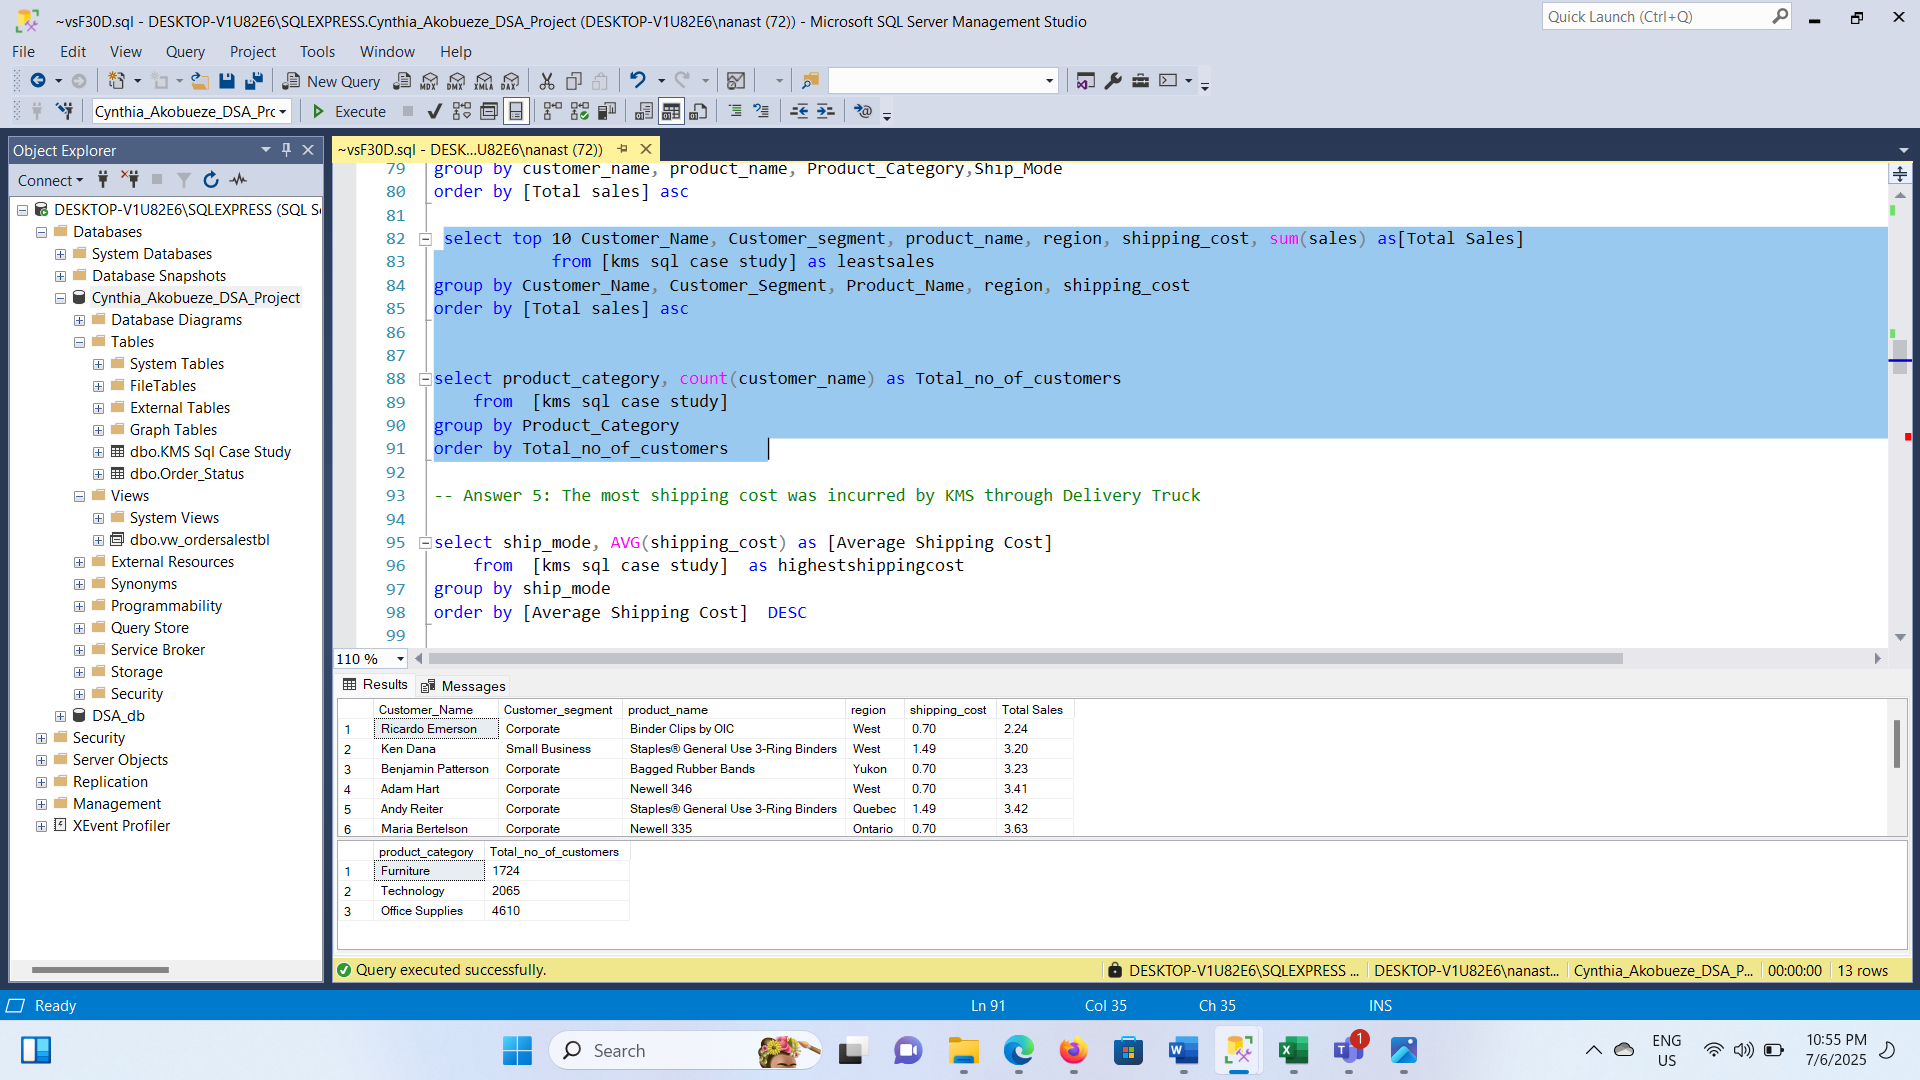 ~vsF30D.sql - DESKTOP-V1U82E6\SQLEXPRESS.Cynthia_Akobueze_DSA_Project (DESKTOP-V1U82E6\nanast (72)) - Microsoft SQL Server Management Studio
Quick Launch (Ctrl+Q)
File Edit View Query Project Tools Window Help
New Query MDX DMX XMLA DAX
Cynthia_Akobueze_DSA_Prc Execute
Object Explorer
Connect
DESKTOP-V1U82E6\SQLEXPRESS (SQL S
Databases
System Databases
Database Snapshots
Cynthia_Akobueze_DSA_Project
Database Diagrams
Tables
System Tables
FileTables
External Tables
Graph Tables
dbo.KMS Sql Case Study
dbo.Order_Status
Views
System Views
dbo.vw_ordersalestbl
External Resources
Synonyms
Programmability
Query Store
Service Broker
Storage
Security
DSA_db
Security
Server Objects
Replication
Management
XEvent Profiler
~vsF30D.sql - DESK...U82E6\nanast (72))
79 group by customer_name, product_name, Product_Category,Ship_Mode
80 order by [Total sales] asc
81
82 select top 10 Customer_Name, Customer_segment, product_name, region, shipping_cost, sum(sales) as[Total Sales]
83 from [kms sql case study] as leastsales
84 group by Customer_Name, Customer_Segment, Product_Name, region, shipping_cost
85 order by [Total sales] asc
86
87
88 select product_category, count(customer_name) as Total_no_of_customers
89 from [kms sql case study]
90 group by Product_Category
91 order by Total_no_of_customers
92
93 -- Answer 5: The most shipping cost was incurred by KMS through Delivery Truck
94
95 select ship_mode, AVG(shipping_cost) as [Average Shipping Cost]
96 from [kms sql case study] as highestshippingcost
97 group by ship_mode
98 order by [Average Shipping Cost] DESC
99
110 %
Results Messages
Customer_Name Customer_segment product_name region shipping_cost Total Sales
1 Ricardo Emerson Corporate Binder Clips by OIC West 0.70 2.24
2 Ken Dana Small Business Staples® General Use 3-Ring Binders West 1.49 3.20
3 Benjamin Patterson Corporate Bagged Rubber Bands Yukon 0.70 3.23
4 Adam Hart Corporate Newell 346 West 0.70 3.41
5 Andy Reiter Corporate Staples® General Use 3-Ring Binders Quebec 1.49 3.42
6 Maria Bertelson Corporate Newell 335 Ontario 0.70 3.63
product_category Total_no_of_customers
1 Furniture 1724
2 Technology 2065
3 Office Supplies 4610
Query executed successfully. DESKTOP-V1U82E6\SQLEXPRESS ... DESKTOP-V1U82E6\nanast... Cynthia_Akobueze_DSA_P... 00:00:00 13 rows
Ready Ln 91 Col 35 Ch 35 INS
Search
1
ENG
US
10:55 PM
7/6/2025